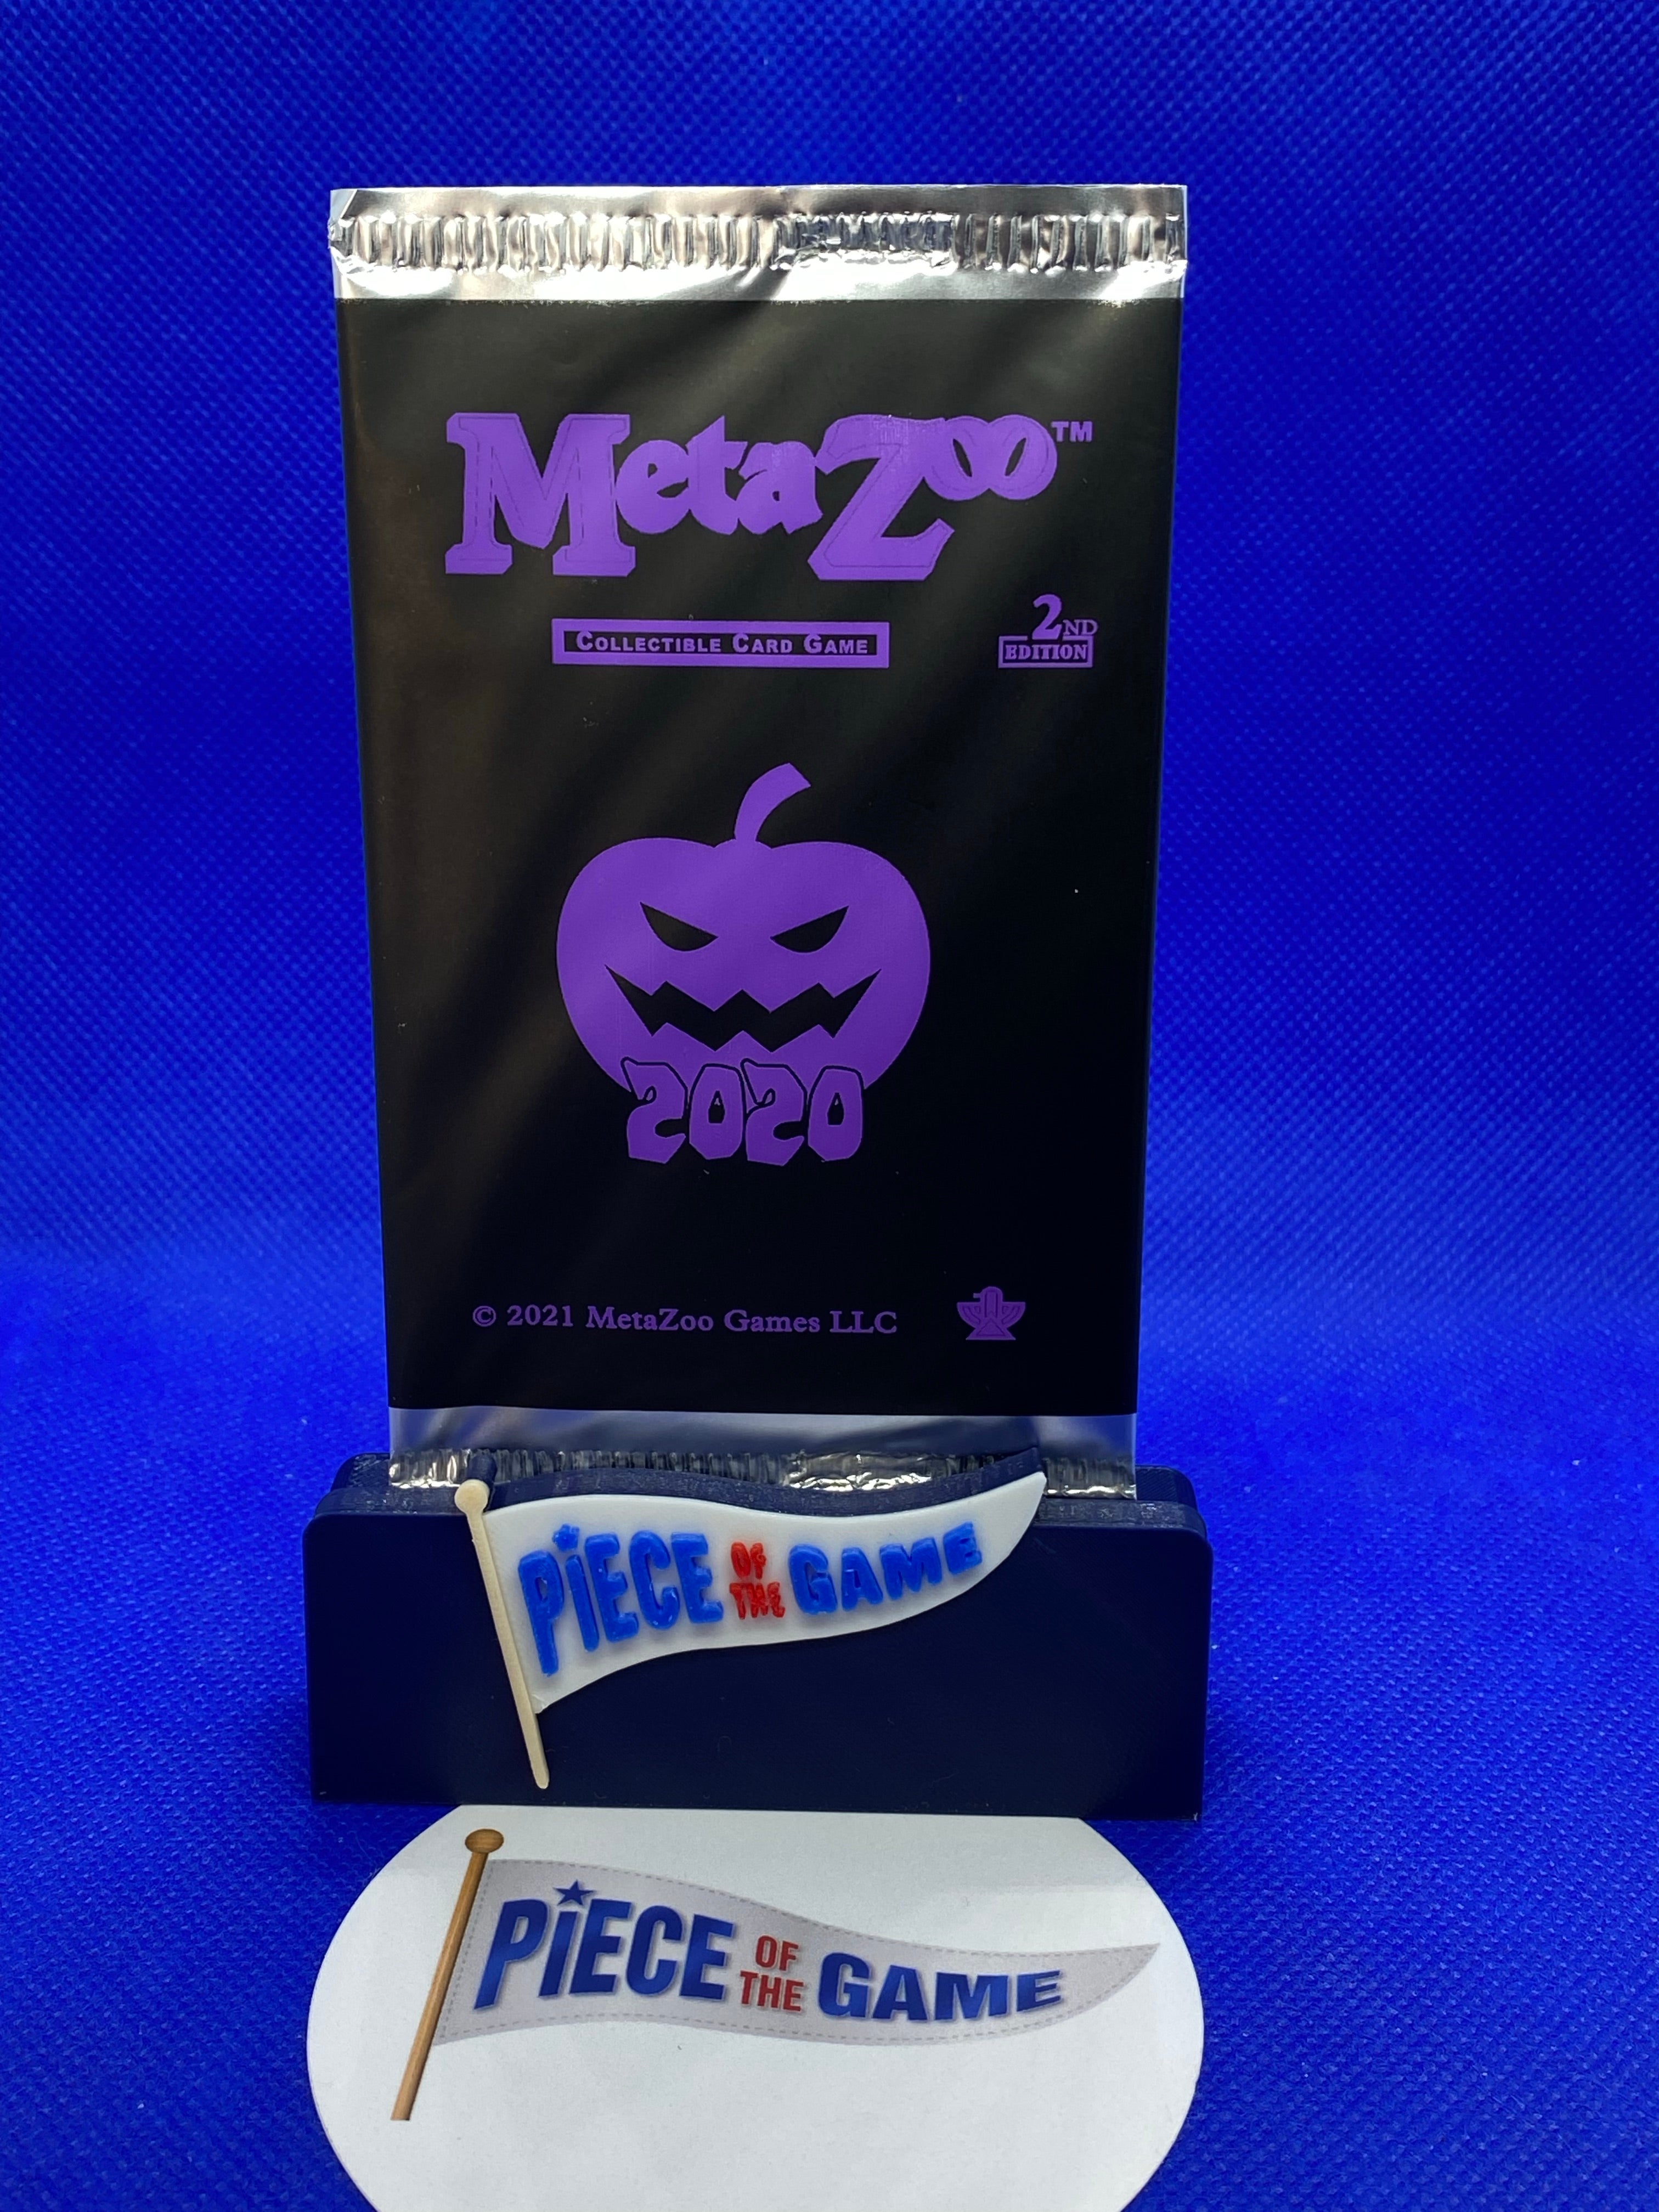 MetaZoo™
COLLECTIBLE CARD GAME
2ND
EDITION
2020
© 2021 MetaZoo Games LLC
PiECE OF THE GAME
PiECE OF THE GAME